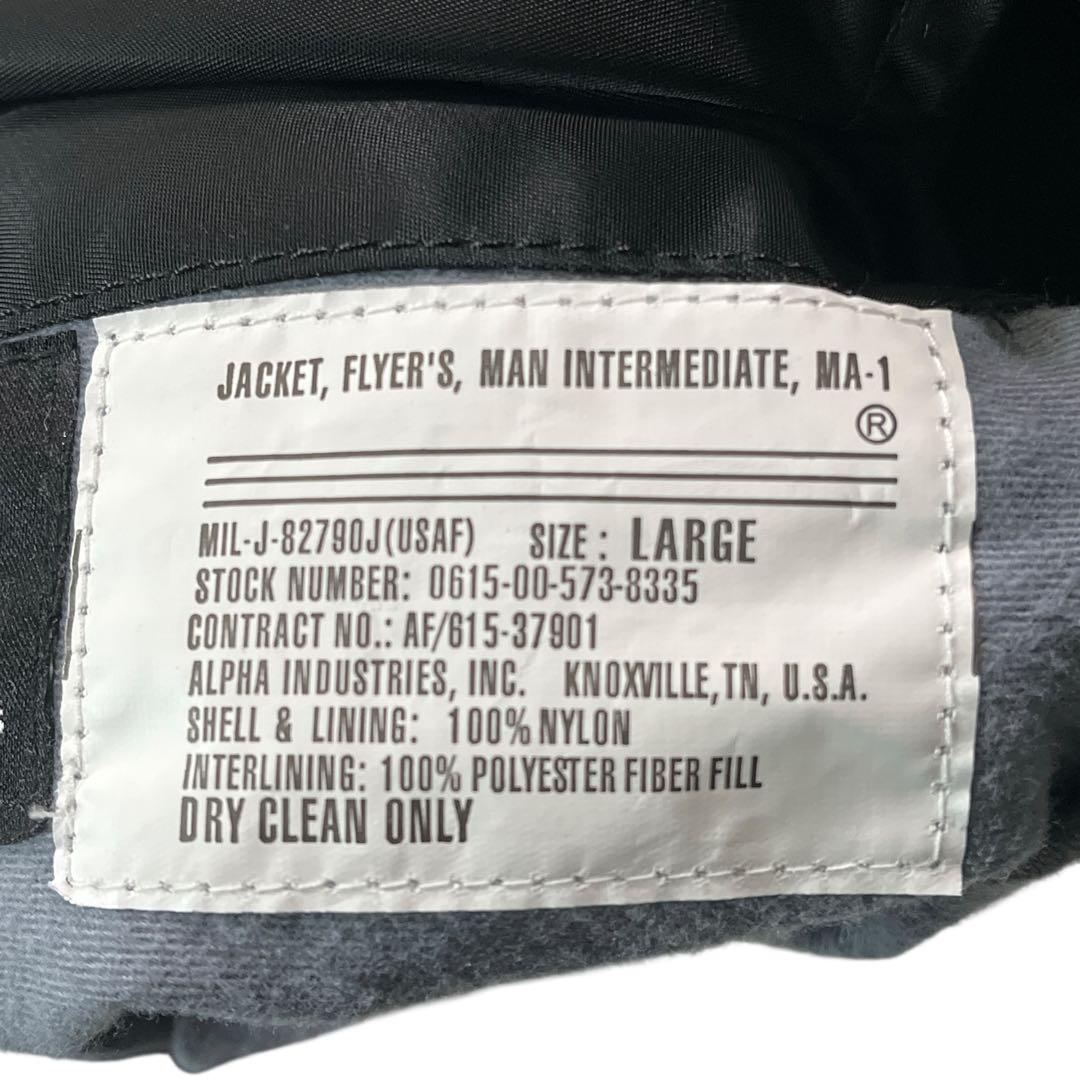 JACKET, FLYER'S, MAN INTERMEDIATE, MA-1
®
MIL-J-82790J(USAF) SIZE: LARGE
STOCK NUMBER: 0615-00-573-8335
CONTRACT NO.: AF/615-37901
ALPHA INDUSTRIES, INC. KNOXVILLE,TN, U.S.A.
SHELL & LINING: 100% NYLON
INTERLINING: 100% POLYESTER FIBER FILL
DRY CLEAN ONLY